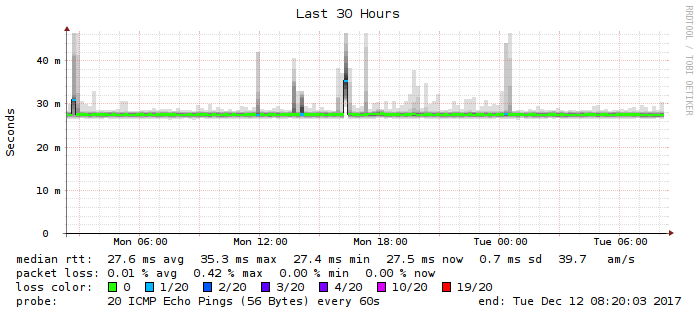 Last 30 Hours
RRDTOOL / TOBI OETIKER
Seconds
40 m
30 m
20 m
10 m
0
Mon 06:00 Mon 12:00 Mon 18:00 Tue 00:00 Tue 06:00
median rtt: 27.6 ms avg 35.3 ms max 27.4 ms min 27.5 ms now 0.7 ms sd 39.7 am/s
packet loss: 0.01 % avg 0.42 % max 0.00 % min 0.00 % now
loss color: 0 1/20 2/20 3/20 4/20 10/20 19/20
probe: 20 ICMP Echo Pings (56 Bytes) every 60s end: Tue Dec 12 08:20:03 2017